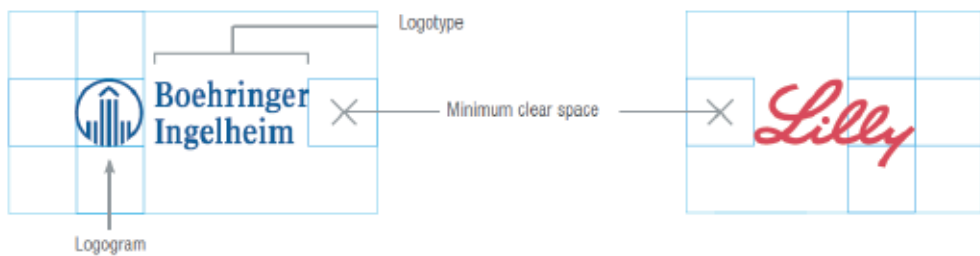 Logotype
Boehringer
Ingelheim
Minimum clear space
Lilly
Logogram